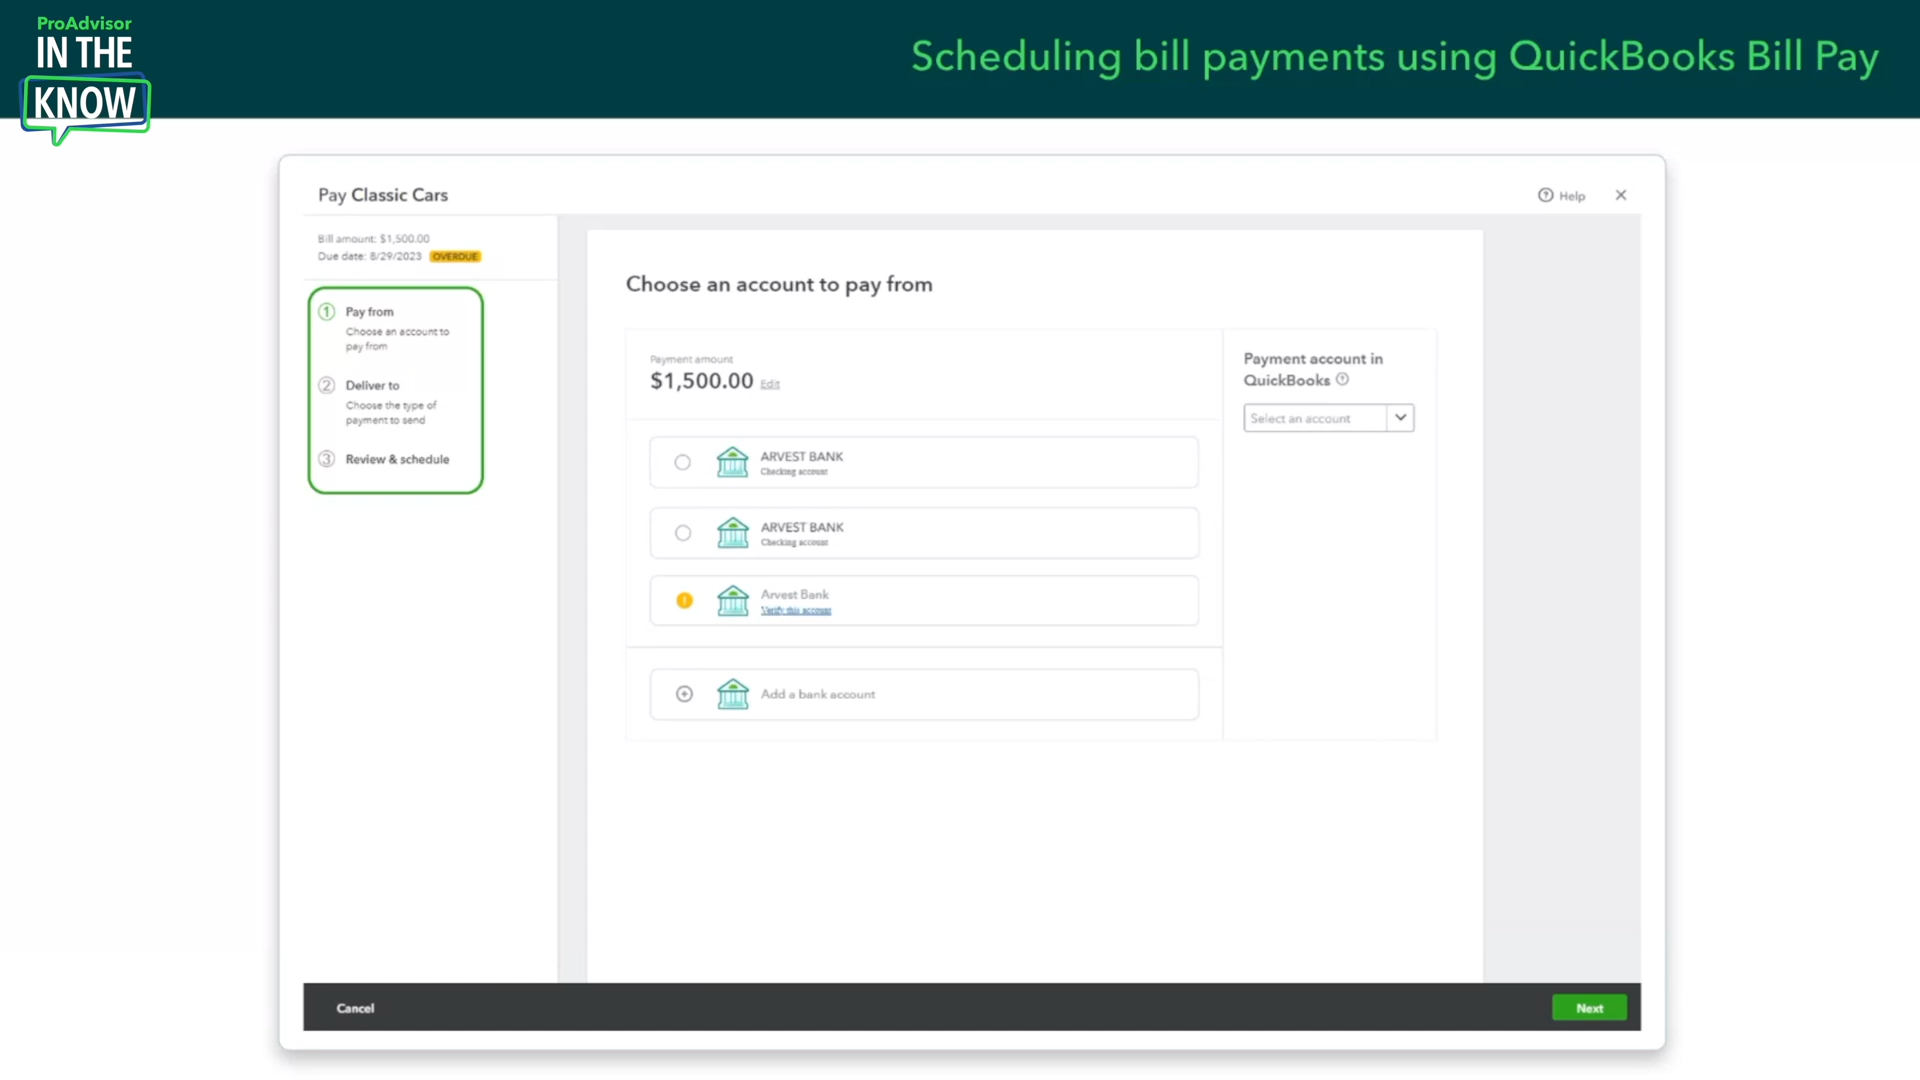 ProAdvisor
IN THE
KNOW
Scheduling bill payments using QuickBooks Bill Pay
Pay Classic Cars
Help
Bill amount: $1,500.00
Due date: 8/29/2023 OVERDUE
1 Pay from
Choose an account to
pay from
2 Deliver to
Choose the type of
payment to send
3 Review & schedule
Choose an account to pay from
Payment amount
$1,500.00 Edit
ARVEST BANK
Checking account
ARVEST BANK
Checking account
Arvest Bank
Verify this account
Add a bank account
Payment account in
QuickBooks
Select an account
Cancel
Next